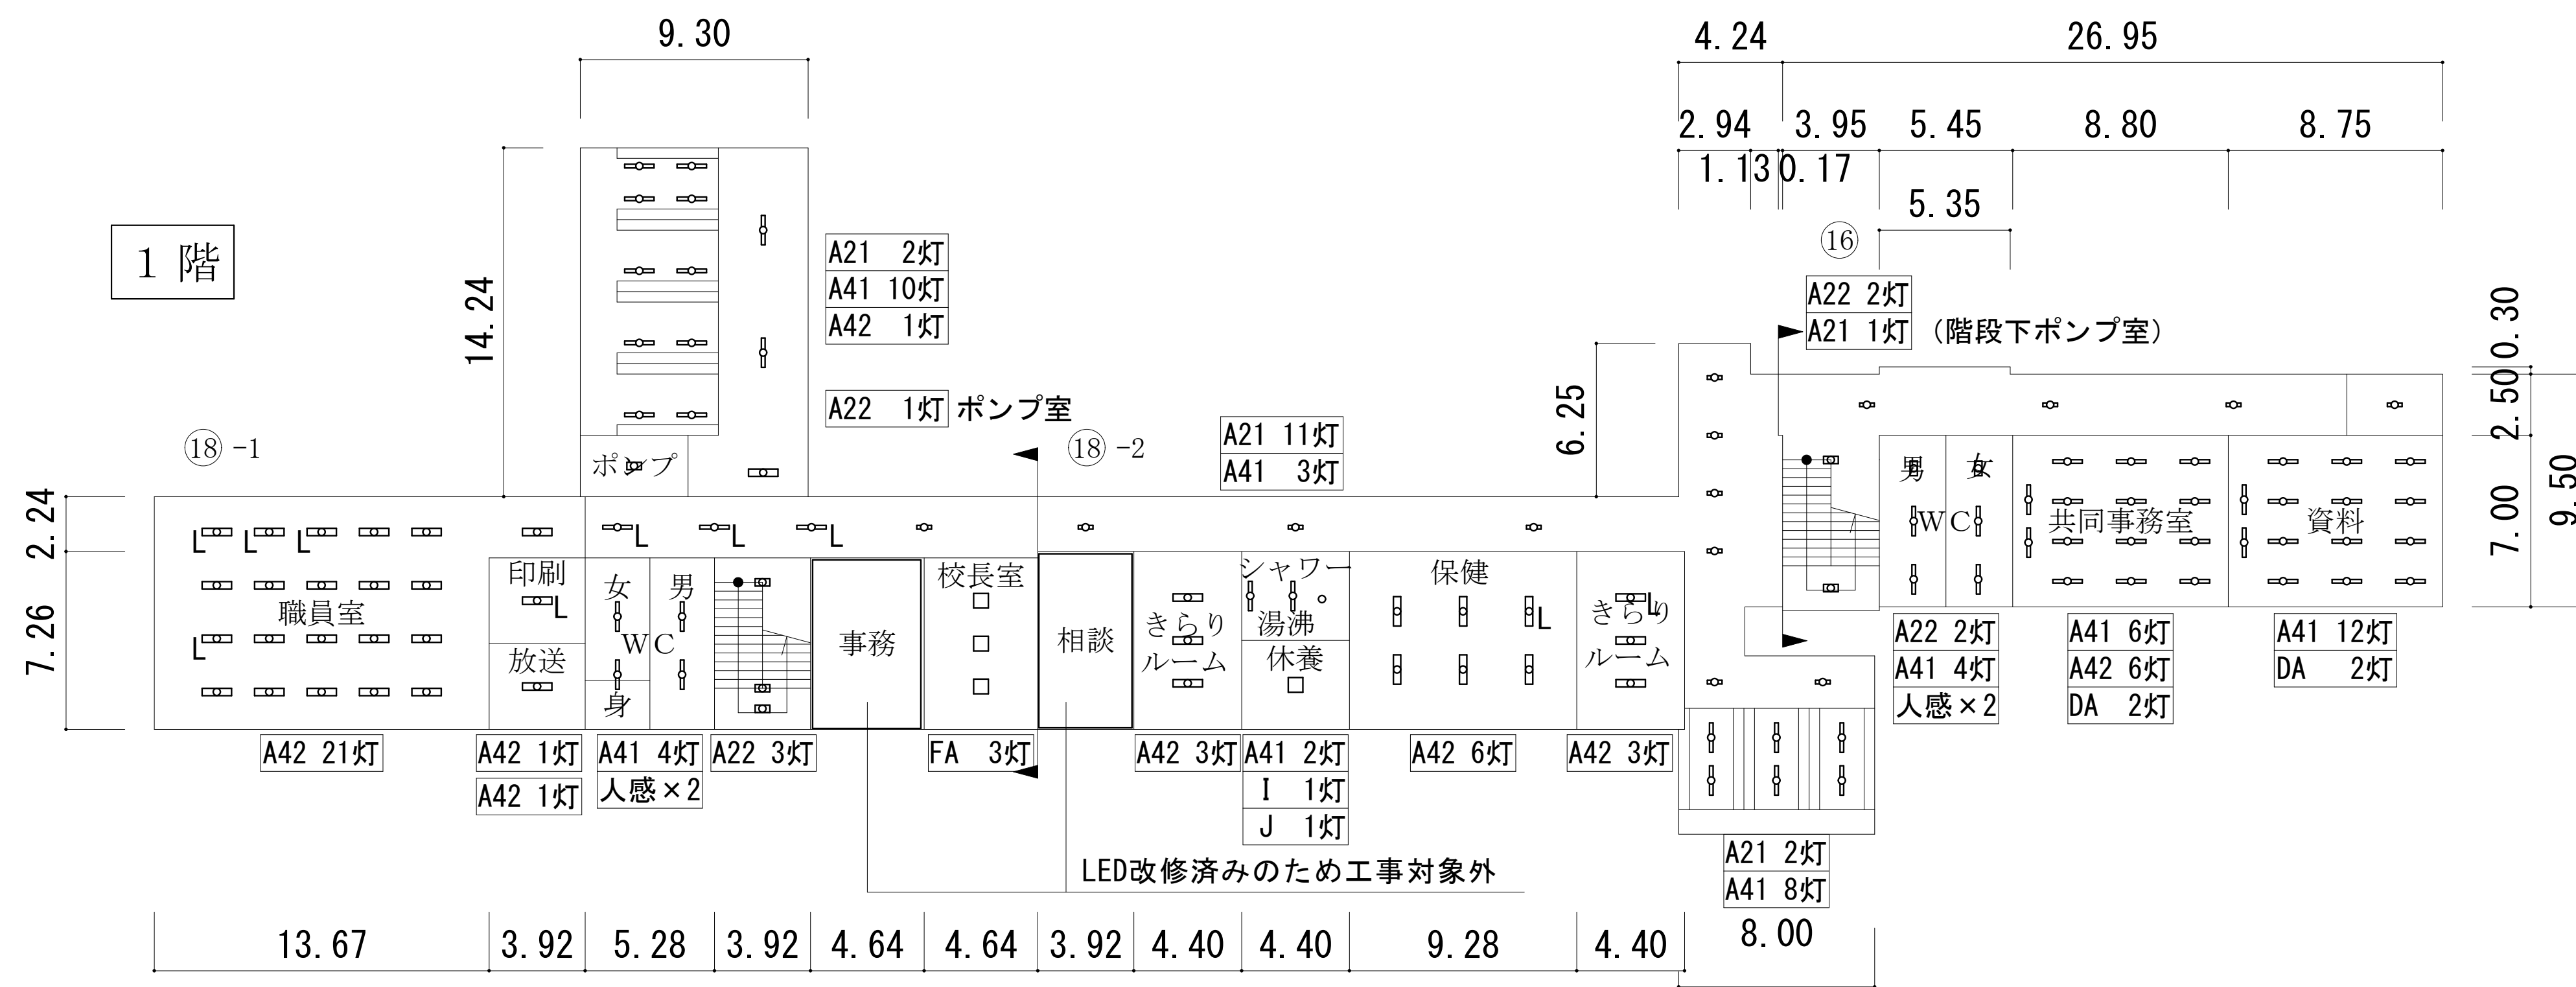 9.30
4.24
26.95
2.94
3.95
5.45
8.80
8.75
1.13
0.17
5.35
1階
14.24
A21 2灯
A41 10灯
A42 1灯
A22 1灯 ポンプ室
16
A22 2灯
A21 1灯 (階段下ポンプ室)
0.30
2.50
7.00
9.50
6.25
18 -1
18 -2
A21 11灯
A41 3灯
ポンプ
2.24
7.26
L
L
L
L
L
L
L
職員室
L
印刷
L
放送
女
男
WC
身
事務
校長室
相談
きらり
ルーム
シャワー
湯沸
休養
保健
L
きらり
L
ルーム
男
女
WC
共同事務室
資料
A42 21灯
A42 1灯
A42 1灯
A41 4灯
人感×2
A22 3灯
FA 3灯
A42 3灯
A41 2灯
I 1灯
J 1灯
A42 6灯
A42 3灯
A22 2灯
A41 4灯
人感×2
A41 6灯
A42 6灯
DA 2灯
A41 12灯
DA 2灯
LED改修済みのため工事対象外
A21 2灯
A41 8灯
13.67
3.92
5.28
3.92
4.64
4.64
3.92
4.40
4.40
9.28
4.40
8.00